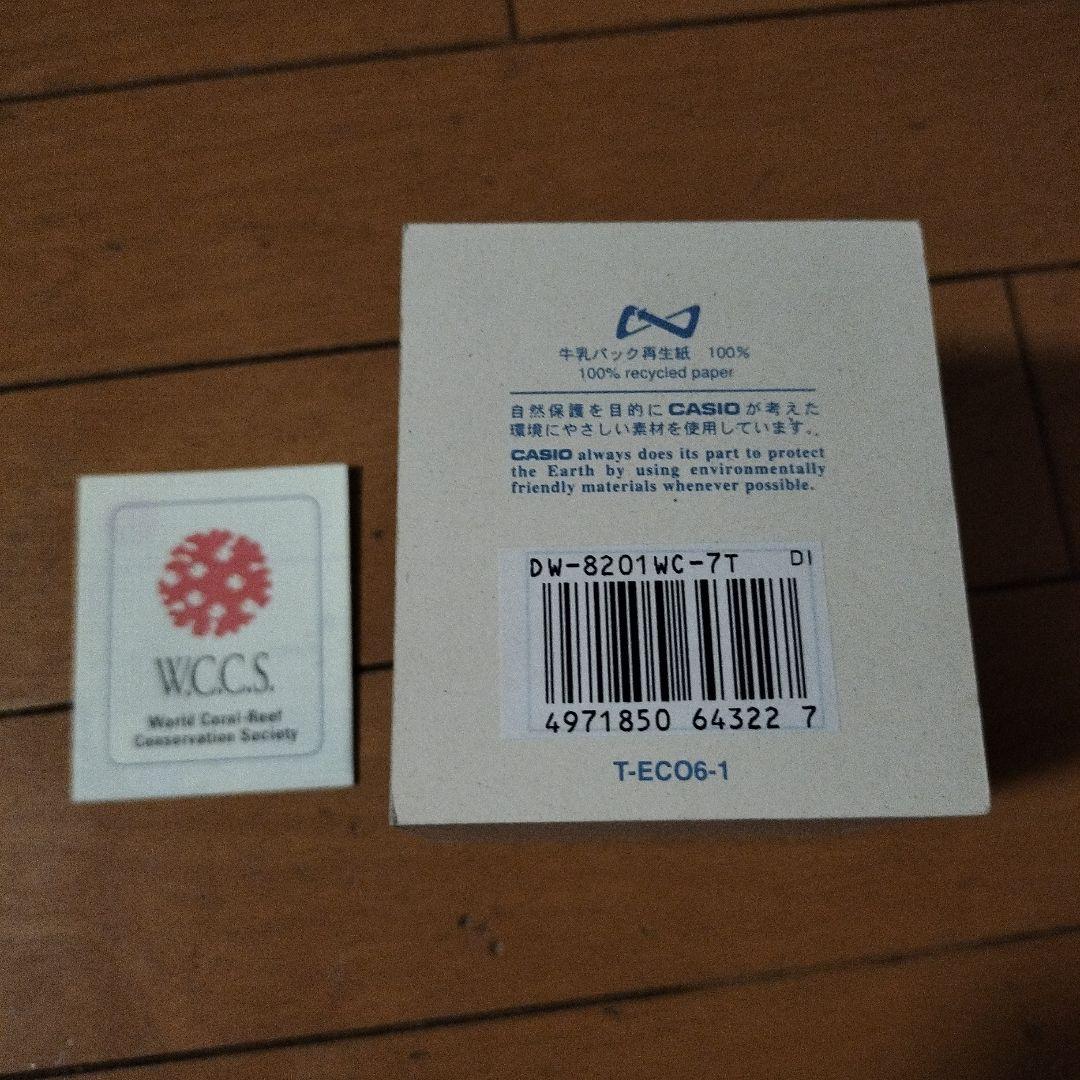 W.C.C.S.
World Coral-Reef
Conservation Society
牛乳パック再生紙 100%
100% recycled paper
自然保護を目的にCASIOが考えた
環境にやさしい素材を使用しています。
CASIO always does its part to protect
the Earth by using environmentally
friendly materials whenever possible.
DW-8201WC-7T DI
4971850 64322 7
T-ECO6-1